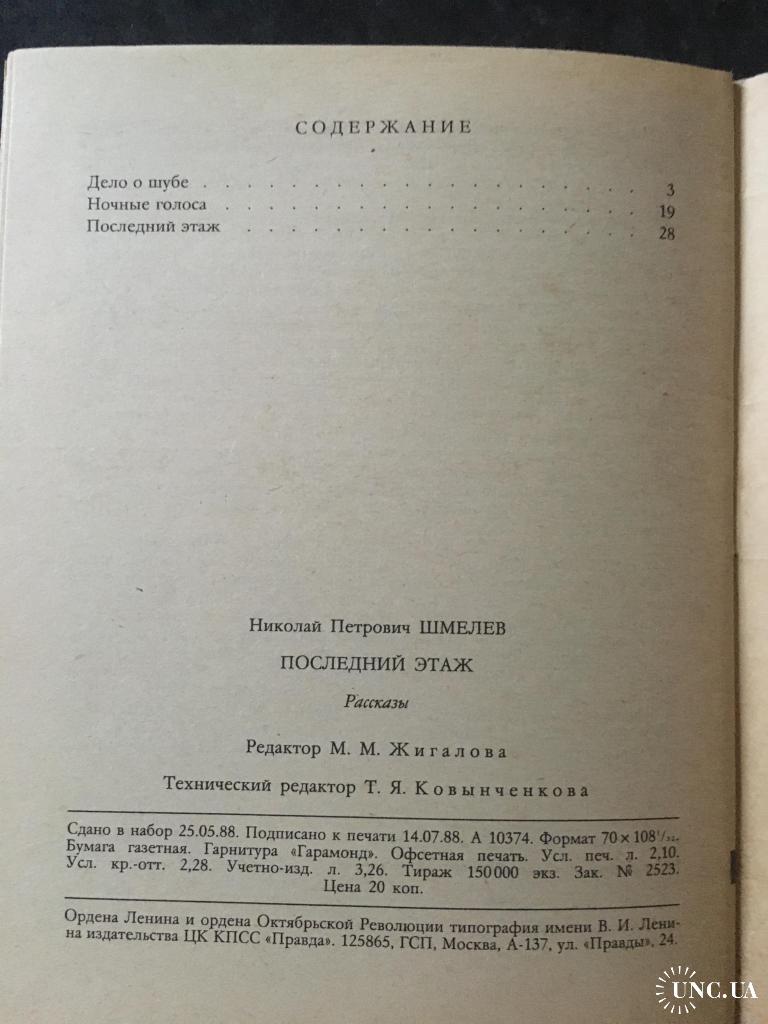 СОДЕРЖАНИЕ
Дело о шубе . . . . . . . . . . . . . . . . 3
Ночные голоса . . . . . . . . . . . . . . . 19
Последний этаж . . . . . . . . . . . . . . . 28
Николай Петрович ШМЕЛЕВ
ПОСЛЕДНИЙ ЭТАЖ
Рассказы
Редактор М. М. Жигалова
Технический редактор Т. Я. Ковынченкова
Сдано в набор 25.05.88. Подписано к печати 14.07.88. А 10374. Формат 70×108¹/₃₂.
Бумага газетная. Гарнитура «Гарамонд». Офсетная печать. Усл. печ. л. 2,10.
Усл. кр.-отт. 2,28. Учетно-изд. л. 3,26. Тираж 150000 экз. Зак. № 2523.
Цена 20 коп.
Ордена Ленина и ордена Октябрьской Революции типография имени В. И. Лени-
на издательства ЦК КПСС «Правда». 125865, ГСП, Москва, А-137, ул. «Правды», 24.
UNC.UA